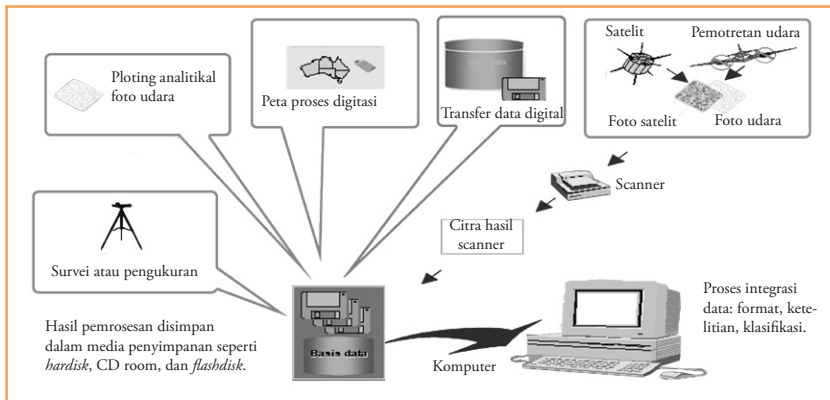 Ploting analitikal
foto udara
Peta proses digitasi
Transfer data digital
Satelit
Pemotretan udara
Foto satelit
Foto udara
Scanner
Citra hasil
scanner
Survei atau pengukuran
Hasil pemrosesan disimpan
dalam media penyimpanan seperti
hardisk, CD room, dan flashdisk.
Basis data
Komputer
Proses integrasi
data: format, kete-
litian, klasifikasi.